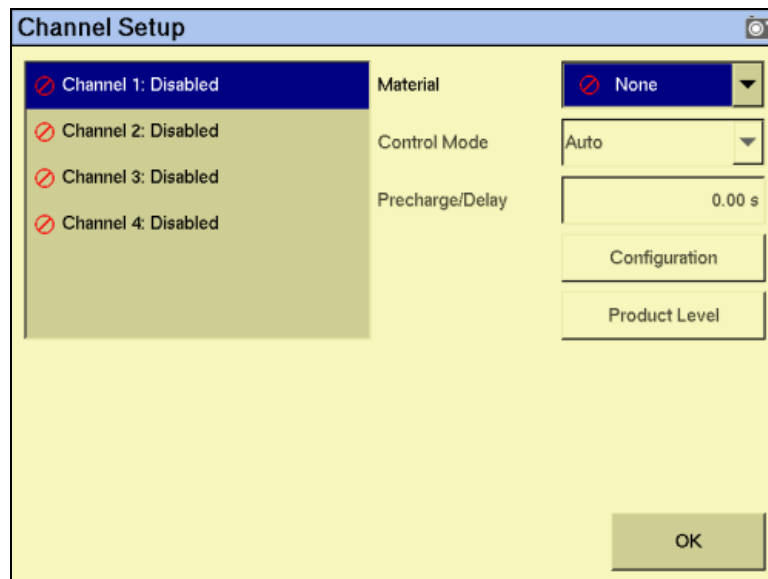 Channel Setup
Channel 1: Disabled
Channel 2: Disabled
Channel 3: Disabled
Channel 4: Disabled
Material
None
Control Mode
Auto
Precharge/Delay
0.00 s
Configuration
Product Level
OK